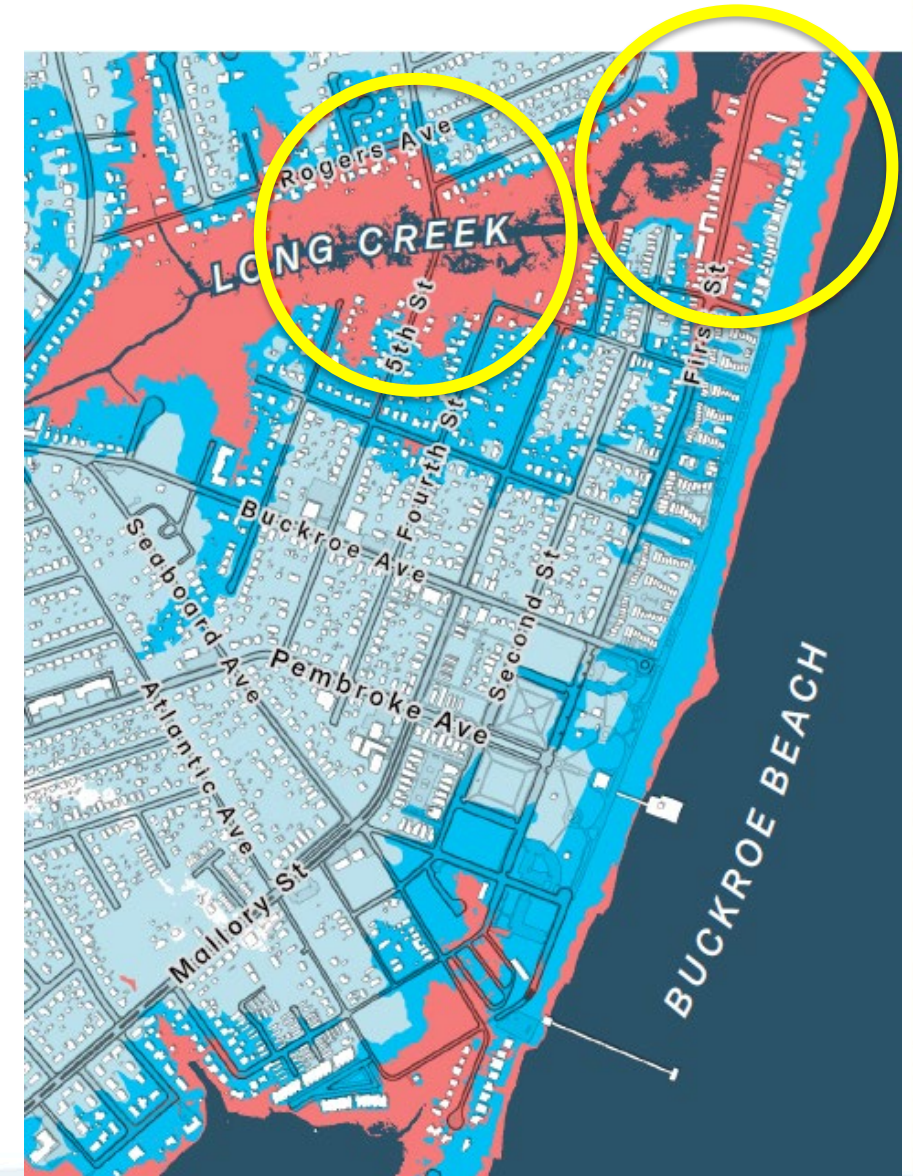 Rogers Ave
LONG CREEK
5th St
First St
Fourth St
Buckroe Ave
Second St
Seaboard Ave
Pembroke Ave
Atlantic Ave
Mallory St
BUCKROE BEACH